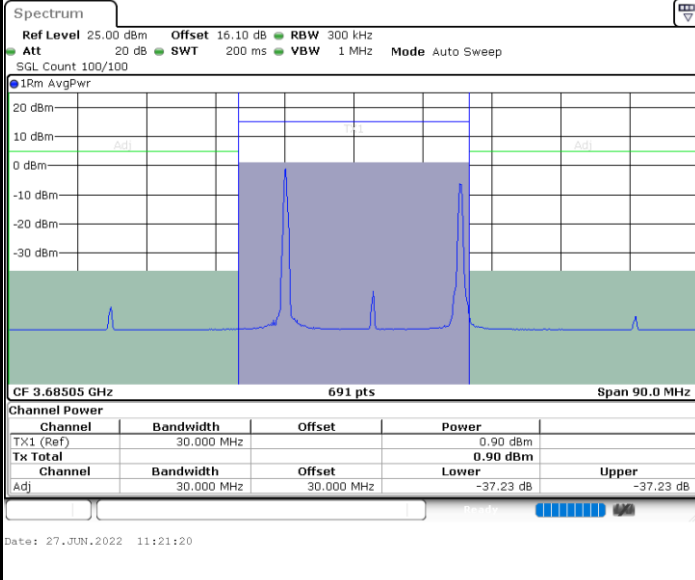 Spectrum
Ref Level 25.00 dBm Offset 16.10 dB RBW 300 kHz
Att 20 dB SWT 200 ms VBW 1 MHz Mode Auto Sweep
SGL Count 100/100
1Rm AvgPwr
20 dBm
TX1
10 dBm
Adj Adj
0 dBm
-10 dBm
-20 dBm
-30 dBm
CF 3.68505 GHz 691 pts Span 90.0 MHz
Channel Power
Channel Bandwidth Offset Power
TX1 (Ref) 30.000 MHz 0.90 dBm
Tx Total 0.90 dBm
Channel Bandwidth Offset Lower Upper
Adj 30.000 MHz 30.000 MHz -37.23 dB -37.23 dB
Ready
Date: 27.JUN.2022 11:21:20